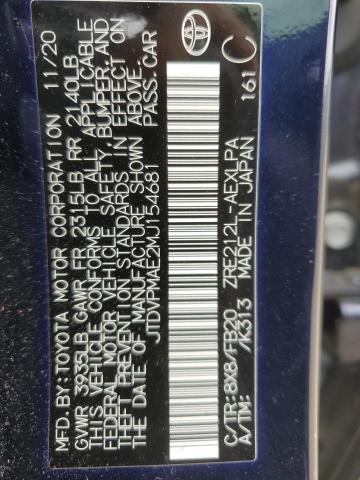 MFD.BY:TOYOTA MOTOR CORPORATION 11/20
GVWR 3935LB GAWR FR 2315LB RR 2140LB
THIS VEHICLE CONFORMS TO ALL APPLICABLE
FEDERAL MOTOR VEHICLE SAFETY, BUMPER, AND
THEFT PREVENTION STANDARDS IN EFFECT ON
THE DATE OF MANUFACTURE SHOWN ABOVE.
JTDVPMAE2MJ154681 PASS.CAR
C/TR:8X8/FB20 ZRE212L-AEXLPA
A/TM: /K313 MADE IN JAPAN
161 C